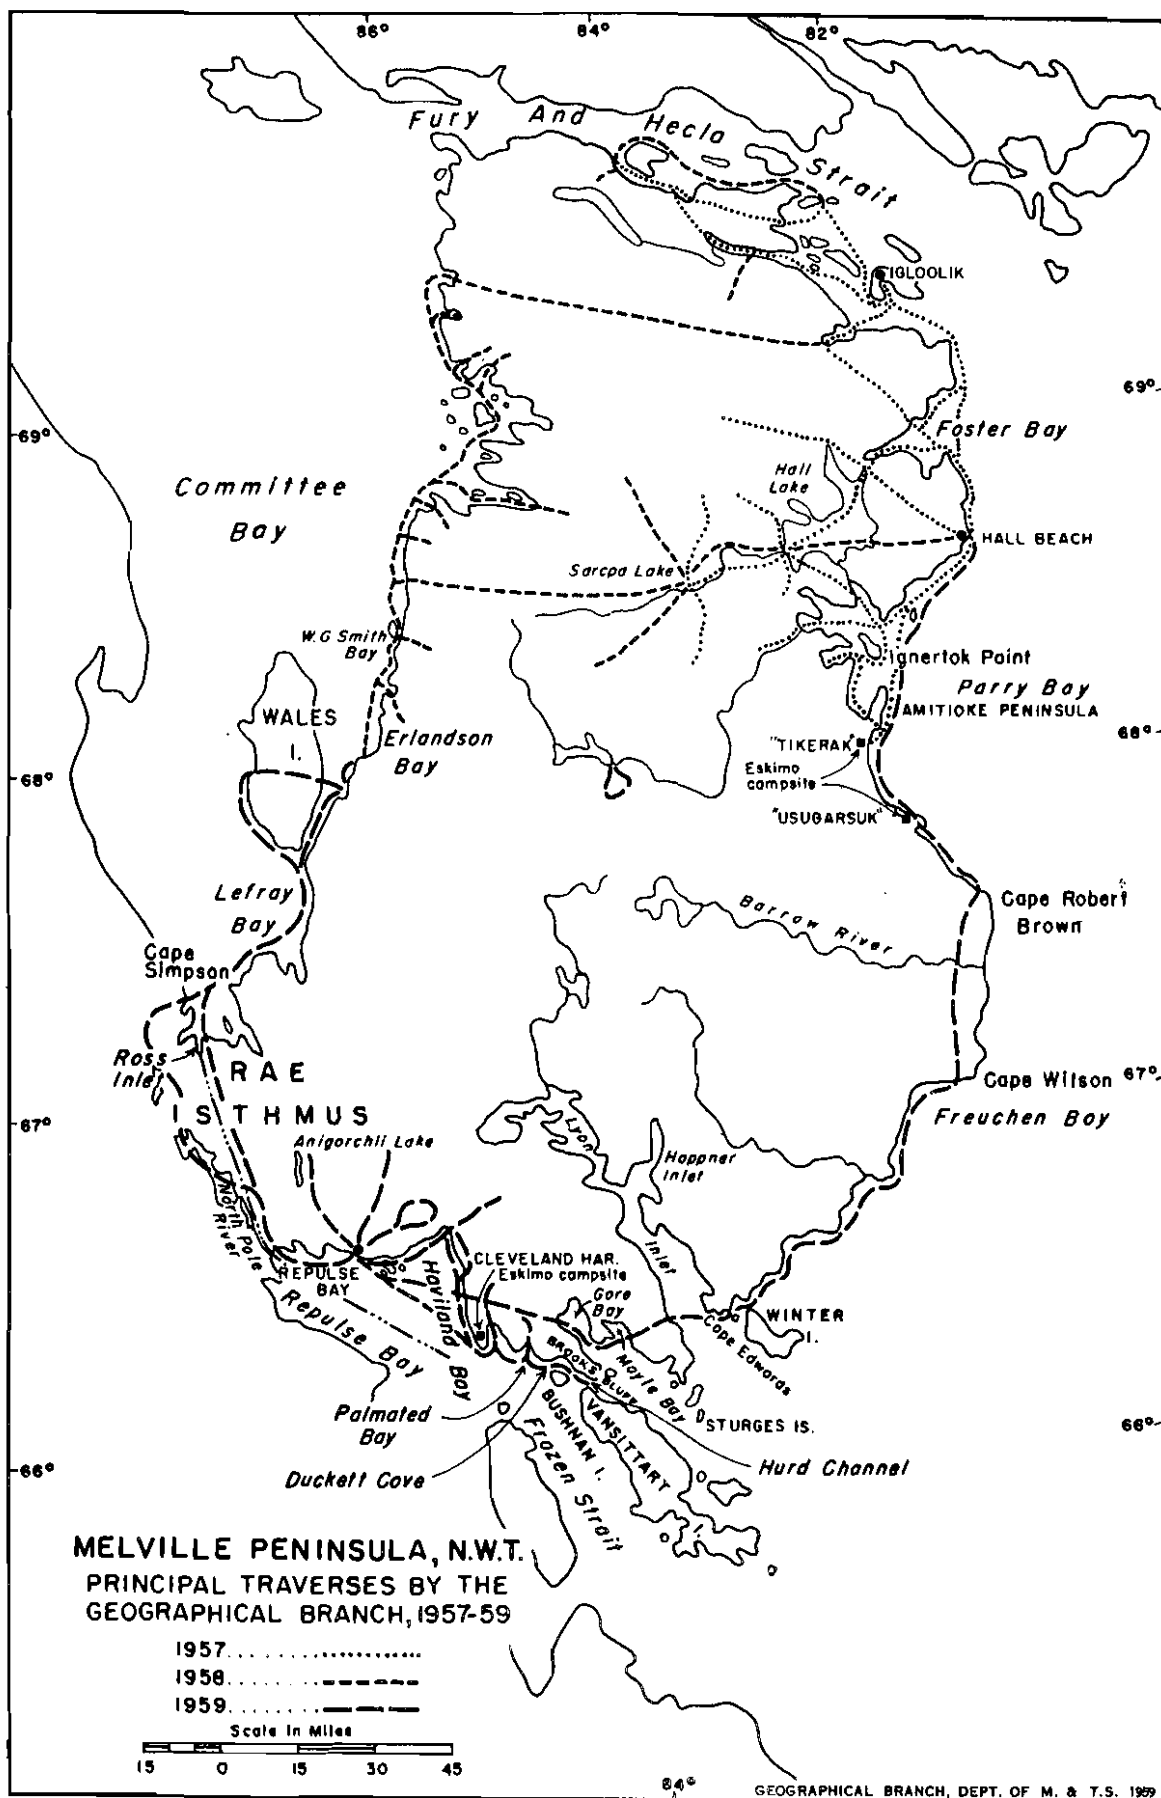 86°
84°
82°
Fury And Hecla Strait
IGLOOLIK
69°
Foster Bay
69°
Committee
Bay
Hall
Lake
HALL BEACH
Sarcpa Lake
W.G Smith
Bay
Ignertok Point
Parry Bay
AMITIOKE PENINSULA
WALES
I.
Erlandson
Bay
68°
"TIKERAK"
Eskimo
campsite
68°
"USUGARSUK"
Lefray
Bay
Cape Robert
Brown
Barrow River
Cape
Simpson
Ross
Inlet
RAE
ISTHMUS
Cape Wilson
67°
Freuchen Bay
67°
Anigorchli Lake
Lyon
Inlet
Hoppner
Inlet
North Pole
River
REPULSE
BAY
CLEVELAND HAR.
Eskimo campsite
Haviland
Bay
Gore
Bay
WINTER
I.
Cape Edwards
Repulse Bay
BROOKS
BLUFF
Moyle Bay
Palmated
Bay
BUSHNAN I.
VANSITTART
I.
STURGES IS.
66°
Frozen Strait
Duckett Cove
Hurd Channel
66°
MELVILLE PENINSULA, N.W.T.
PRINCIPAL TRAVERSES BY THE
GEOGRAPHICAL BRANCH, 1957-59
1957
1958
1959
Scale in Miles
15 0 15 30 45
84°
GEOGRAPHICAL BRANCH, DEPT. OF M. & T.S. 1959